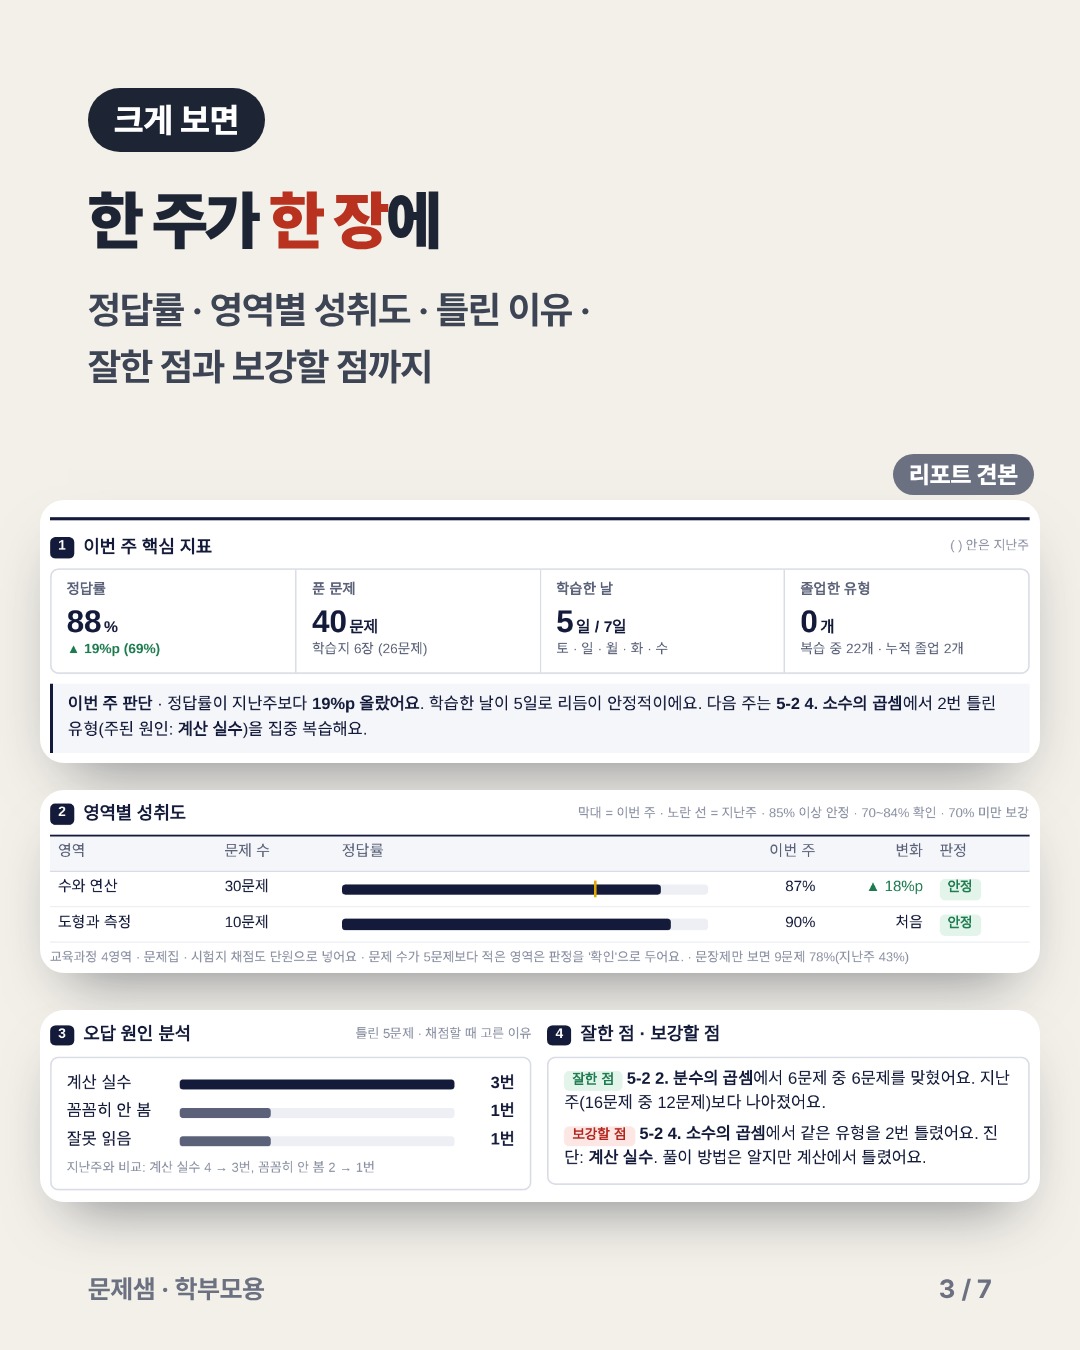 크게 보면
한 주가 한 장에
정답률 · 영역별 성취도 · 틀린 이유 ·
잘한 점과 보강할 점까지
리포트 견본
1 이번 주 핵심 지표
( ) 안은 지난주
정답률
88 %
▲ 19%p (69%)
푼 문제
40 문제
학습지 6장 (26문제)
학습한 날
5 일 / 7일
토 · 일 · 월 · 화 · 수
졸업한 유형
0 개
복습 중 22개 · 누적 졸업 2개
이번 주 판단 · 정답률이 지난주보다 19%p 올랐어요. 학습한 날이 5일로 리듬이 안정적이에요. 다음 주는 5-2 4. 소수의 곱셈에서 2번 틀린
유형(주된 원인: 계산 실수)을 집중 복습해요.
2 영역별 성취도
막대 = 이번 주 · 노란 선 = 지난주 · 85% 이상 안정 · 70~84% 확인 · 70% 미만 보강
영역 문제 수 정답률 이번 주 변화 판정
수와 연산 30문제 87% ▲ 18%p 안정
도형과 측정 10문제 90% 처음 안정
교육과정 4영역 · 문제집 · 시험지 채점도 단원으로 넣어요 · 문제 수가 5문제보다 적은 영역은 판정을 '확인'으로 두어요. · 문장제만 보면 9문제 78%(지난주 43%)
3 오답 원인 분석
틀린 5문제 · 채점할 때 고른 이유
계산 실수 3번
꼼꼼히 안 봄 1번
잘못 읽음 1번
지난주와 비교: 계산 실수 4 → 3번, 꼼꼼히 안 봄 2 → 1번
4 잘한 점 · 보강할 점
잘한 점 5-2 2. 분수의 곱셈에서 6문제 중 6문제를 맞혔어요. 지난
주(16문제 중 12문제)보다 나아졌어요.
보강할 점 5-2 4. 소수의 곱셈에서 같은 유형을 2번 틀렸어요. 진
단: 계산 실수. 풀이 방법은 알지만 계산에서 틀렸어요.
문제샘 · 학부모용
3 / 7